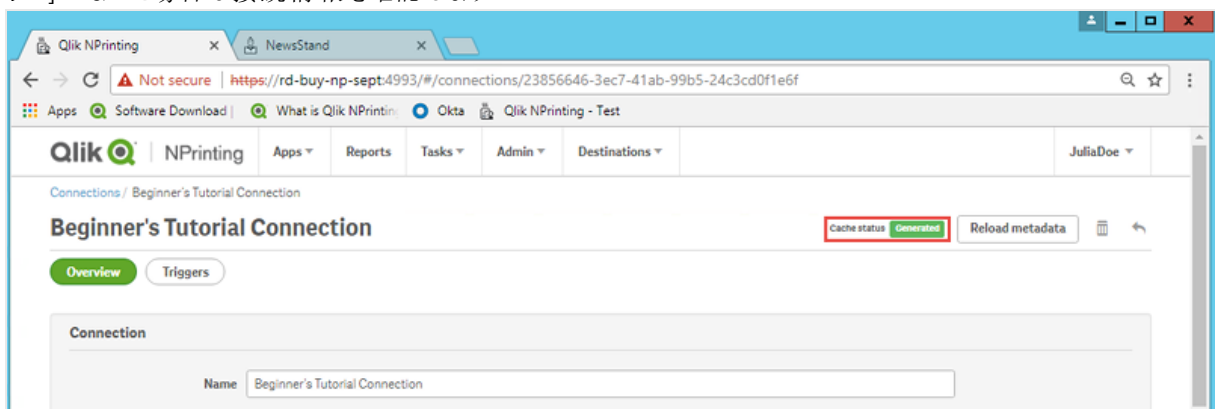 Qlik NPrinting
NewsStand
Not secure | https://rd-buy-np-sept:4993/#/connections/23856646-3ec7-41ab-99b5-24c3cd0f1e6f
Apps Software Download | What is Qlik NPrinting Okta Qlik NPrinting - Test
Qlik NPrinting Apps Reports Tasks Admin Destinations JuliaDoe
Connections / Beginner's Tutorial Connection
Beginner's Tutorial Connection Cache status Generated Reload metadata
Overview Triggers
Connection
Name Beginner's Tutorial Connection